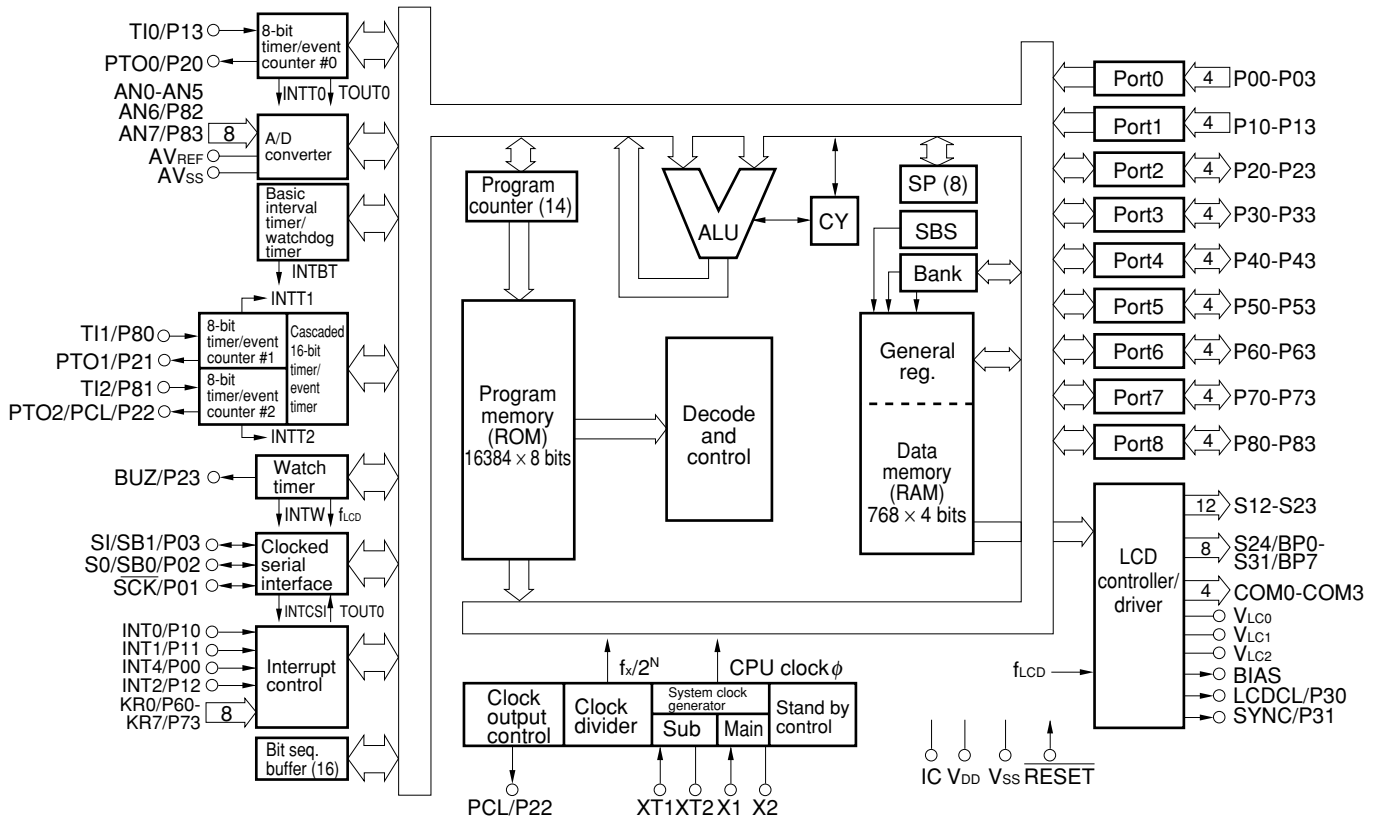 TI0/P13
PTO0/P20
8-bit
timer/event
counter #0
INTT0
TOUT0
AN0-AN5
AN6/P82
AN7/P83
8
AVREF
AVSS
A/D
converter
Basic
interval
timer/
watchdog
timer
INTBT
INTT1
TI1/P80
PTO1/P21
TI2/P81
PTO2/PCL/P22
8-bit
timer/event
counter #1
8-bit
timer/event
counter #2
Cascaded
16-bit
timer/
event
timer
INTT2
BUZ/P23
Watch
timer
INTW
fLCD
SI/SB1/P03
S0/SB0/P02
SCK/P01
Clocked
serial
interface
INTCSI
TOUT0
INT0/P10
INT1/P11
INT4/P00
INT2/P12
KR0/P60-
KR7/P73
8
Interrupt
control
Bit seq.
buffer (16)
Program
counter (14)
ALU
CY
SP (8)
SBS
Bank
Program
memory
(ROM)
16384 × 8 bits
Decode
and
control
General
reg.
Data
memory
(RAM)
768 × 4 bits
fx/2^N
CPU clock ϕ
Clock
output
control
Clock
divider
System clock
generator
Sub
Main
Stand by
control
PCL/P22
XT1
XT2
X1
X2
IC
VDD
VSS
RESET
Port0
4
P00-P03
Port1
4
P10-P13
Port2
4
P20-P23
Port3
4
P30-P33
Port4
4
P40-P43
Port5
4
P50-P53
Port6
4
P60-P63
Port7
4
P70-P73
Port8
4
P80-P83
LCD
controller/
driver
fLCD
12
S12-S23
8
S24/BP0-
S31/BP7
4
COM0-COM3
VLC0
VLC1
VLC2
BIAS
LCDCL/P30
SYNC/P31